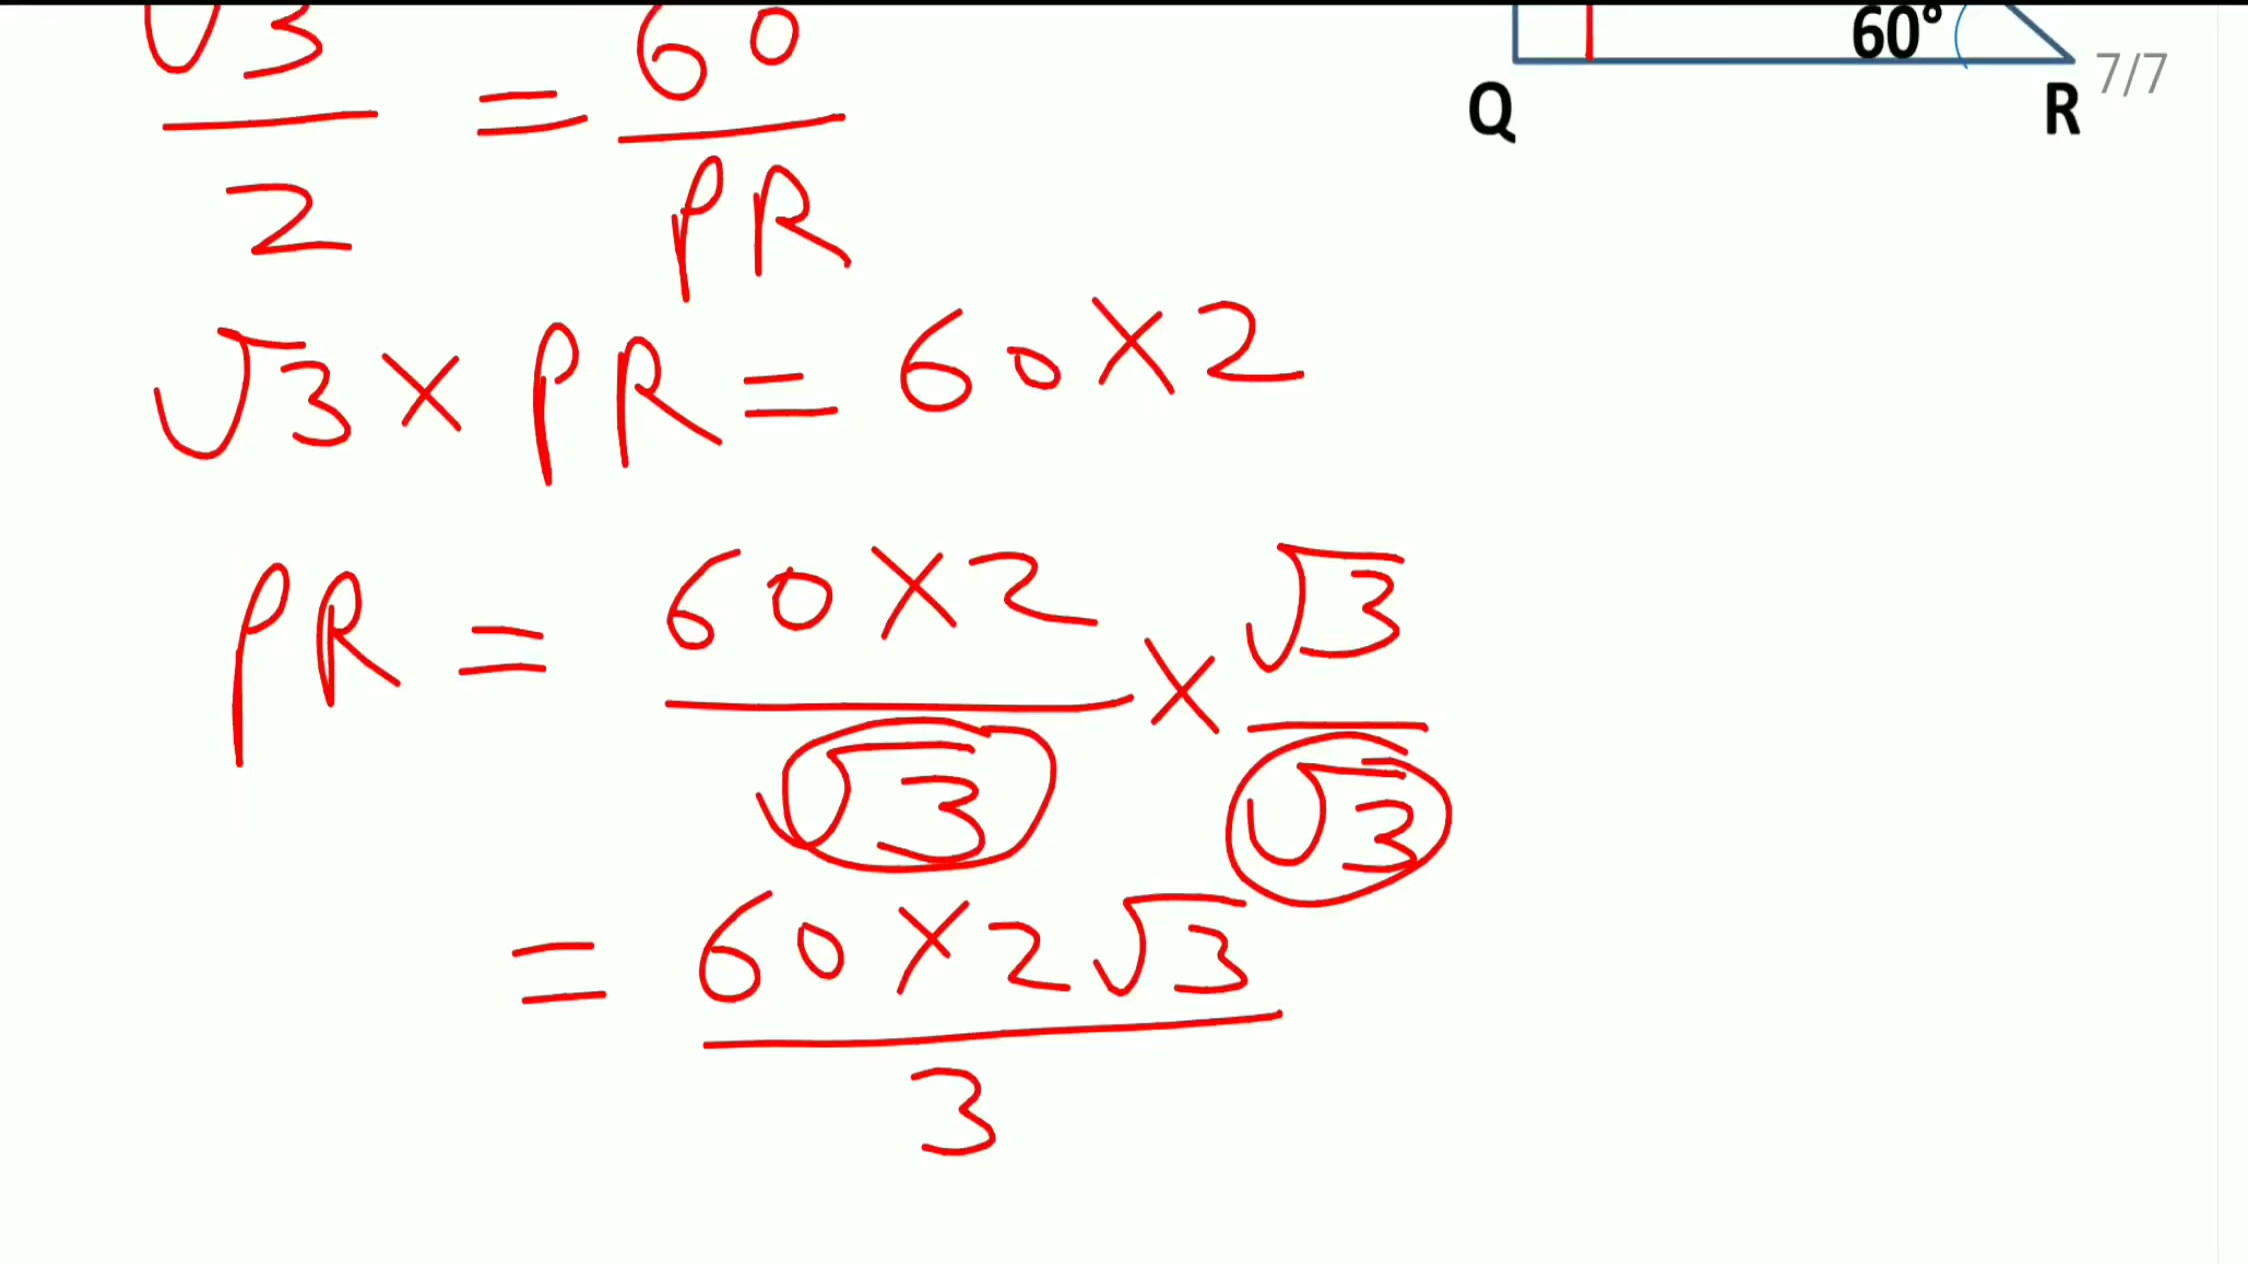 √3/2 = 60/PR
60°
7/7
Q R
√3 × PR = 60 × 2
PR = 60 × 2/√3 × √3/√3
= 60 × 2√3/3